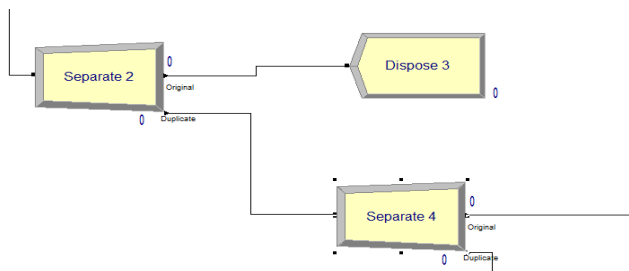 0
Separate 2
Original
0
Duplicate
Dispose 3
0
0
Separate 4
Original
0
Duplicate